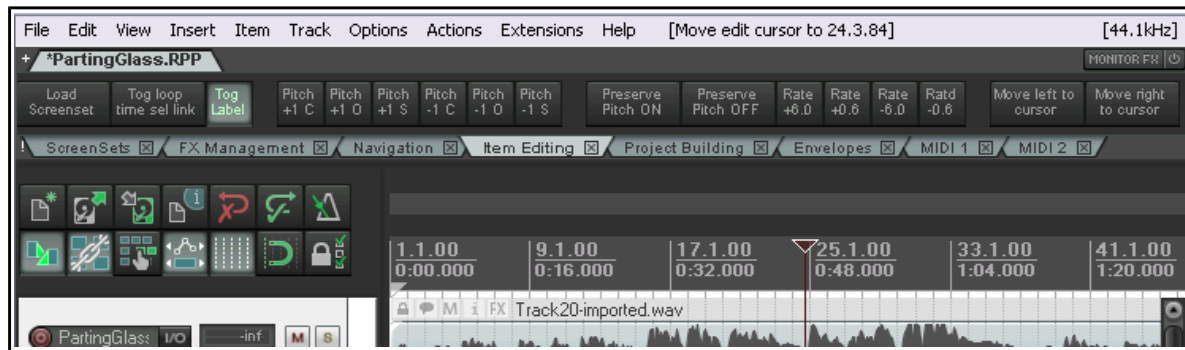 File Edit View Insert Item Track Options Actions Extensions Help [Move edit cursor to 24.3.84] [44.1kHz]
+ *PartingGlass.RPP MONITOR FX
Load Screenset Tog loop time sel link Tog Label Pitch +1 C Pitch +1 O Pitch +1 S Pitch -1 C Pitch -1 O Pitch -1 S Preserve Pitch ON Preserve Pitch OFF Rate +6.0 Rate +0.6 Rate -6.0 Ratd -0.6 Move left to cursor Move right to cursor
! ScreenSets FX Management Navigation Item Editing Project Building Envelopes MIDI 1 MIDI 2
1.1.00 9.1.00 17.1.00 25.1.00 33.1.00 41.1.00
0:00.000 0:16.000 0:32.000 0:48.000 1:04.000 1:20.000
M i FX Track20-imported.wav
PartingGlass I/O -inf M S